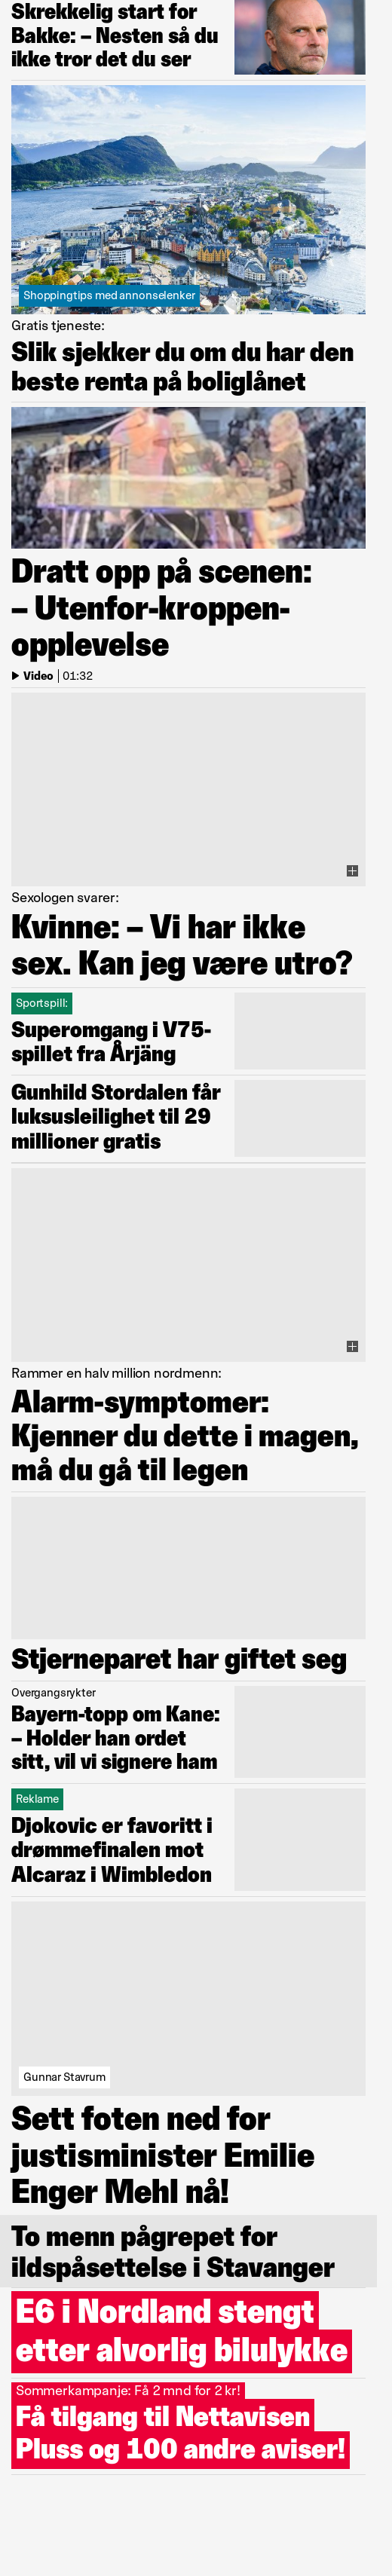 Skrekkelig start for
Bakke: – Nesten så du
ikke tror det du ser
Shoppingtips med annonselenker
Gratis tjeneste:
Slik sjekker du om du har den
beste renta på boliglånet
Dratt opp på scenen:
– Utenfor-kroppen-
opplevelse
Video | 01:32
Sexologen svarer:
Kvinne: – Vi har ikke
sex. Kan jeg være utro?
Sportspill:
Superomgang i V75-
spillet fra Årjäng
Gunhild Stordalen får
luksusleilighet til 29
millioner gratis
Rammer en halv million nordmenn:
Alarm-symptomer:
Kjenner du dette i magen,
må du gå til legen
Stjerneparet har giftet seg
Overgangsrykter
Bayern-topp om Kane:
– Holder han ordet
sitt, vil vi signere ham
Reklame
Djokovic er favoritt i
drømmefinalen mot
Alcaraz i Wimbledon
Gunnar Stavrum
Sett foten ned for
justisminister Emilie
Enger Mehl nå!
To menn pågrepet for
ildspåsettelse i Stavanger
E6 i Nordland stengt
etter alvorlig bilulykke
Sommerkampanje: Få 2 mnd for 2 kr!
Få tilgang til Nettavisen
Pluss og 100 andre aviser!